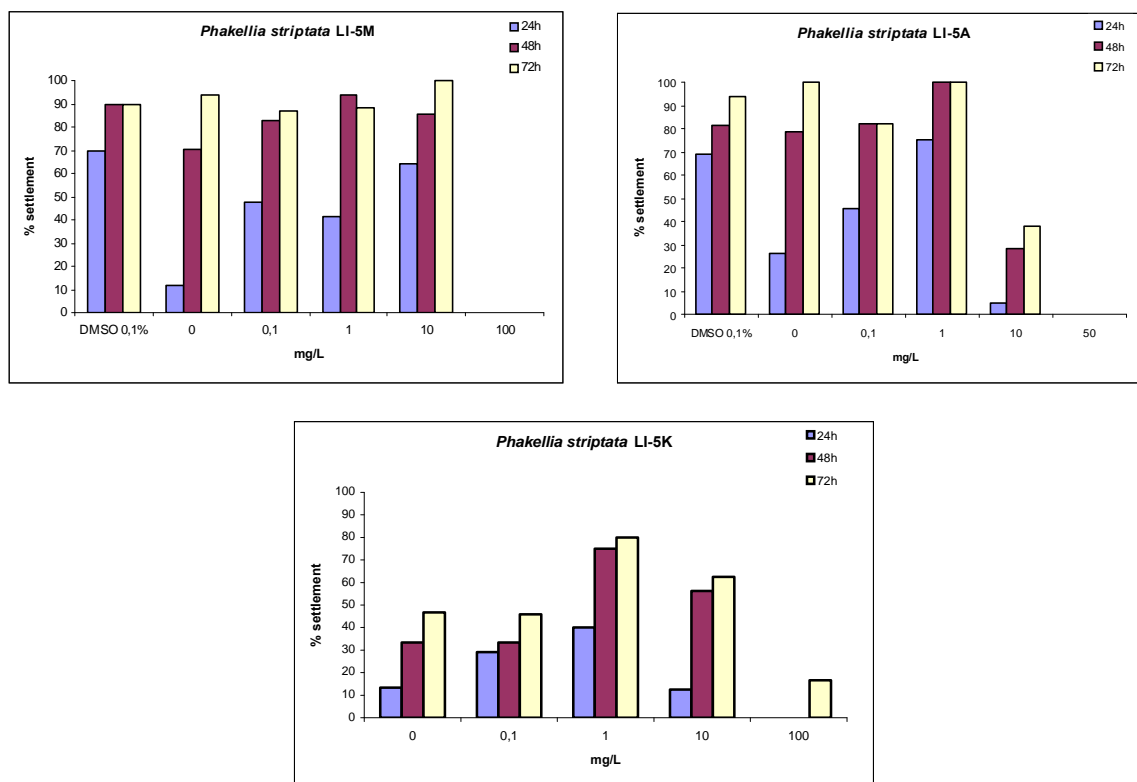 Phakellia striptata LI-5M
24h
48h
72h
100
90
80
70
60
50
40
30
20
10
0
% settlement
DMSO 0,1% 0 0,1 1 10 100
mg/L
Phakellia striptata LI-5A
24h
48h
72h
100
90
80
70
60
50
40
30
20
10
0
% settlement
DMSO 0,1% 0 0,1 1 10 50
mg/L
Phakellia striptata LI-5K
24h
48h
72h
100
90
80
70
60
50
40
30
20
10
0
% settlement
0 0,1 1 10 100
mg/L